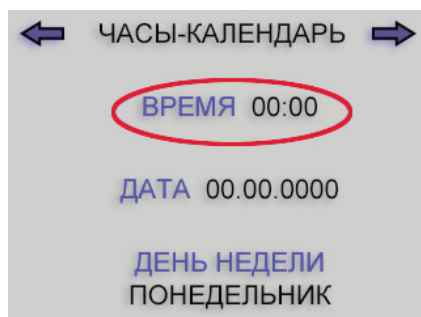 ЧАСЫ-КАЛЕНДАРЬ
ВРЕМЯ 00:00
ДАТА 00.00.0000
ДЕНЬ НЕДЕЛИ
ПОНЕДЕЛЬНИК